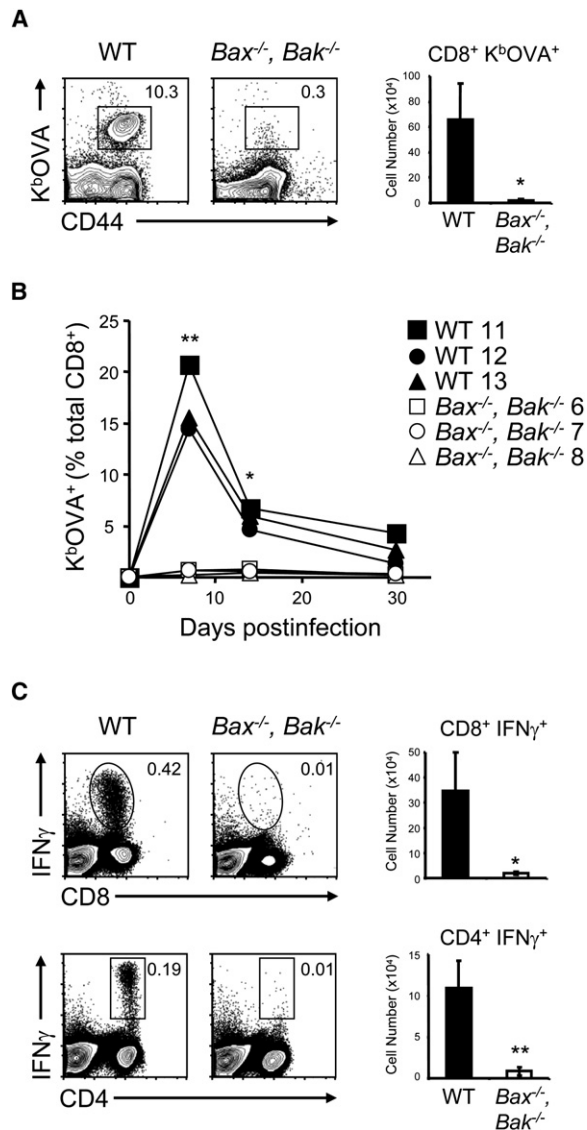 A
WT
Bax-/-, Bak-/-
CD8+ KbOVA+
10.3
0.3
KbOVA
CD44
Cell Number (x10⁴)
100
80
60
40
20
0
*
WT
Bax-/-,
Bak-/-
B
KbOVA+ (% total CD8+)
25
20
15
10
5
**
*
0
10
20
30
Days postinfection
WT 11
WT 12
WT 13
Bax-/-, Bak-/- 6
Bax-/-, Bak-/- 7
Bax-/-, Bak-/- 8
C
WT
Bax-/-, Bak-/-
CD8+ IFNγ+
0.42
0.01
IFNγ
CD8
Cell Number (x10⁴)
50
40
30
20
10
0
*
CD4+ IFNγ+
0.19
0.01
IFNγ
CD4
Cell Number (x10⁴)
15
10
5
0
**
WT
Bax-/-,
Bak-/-